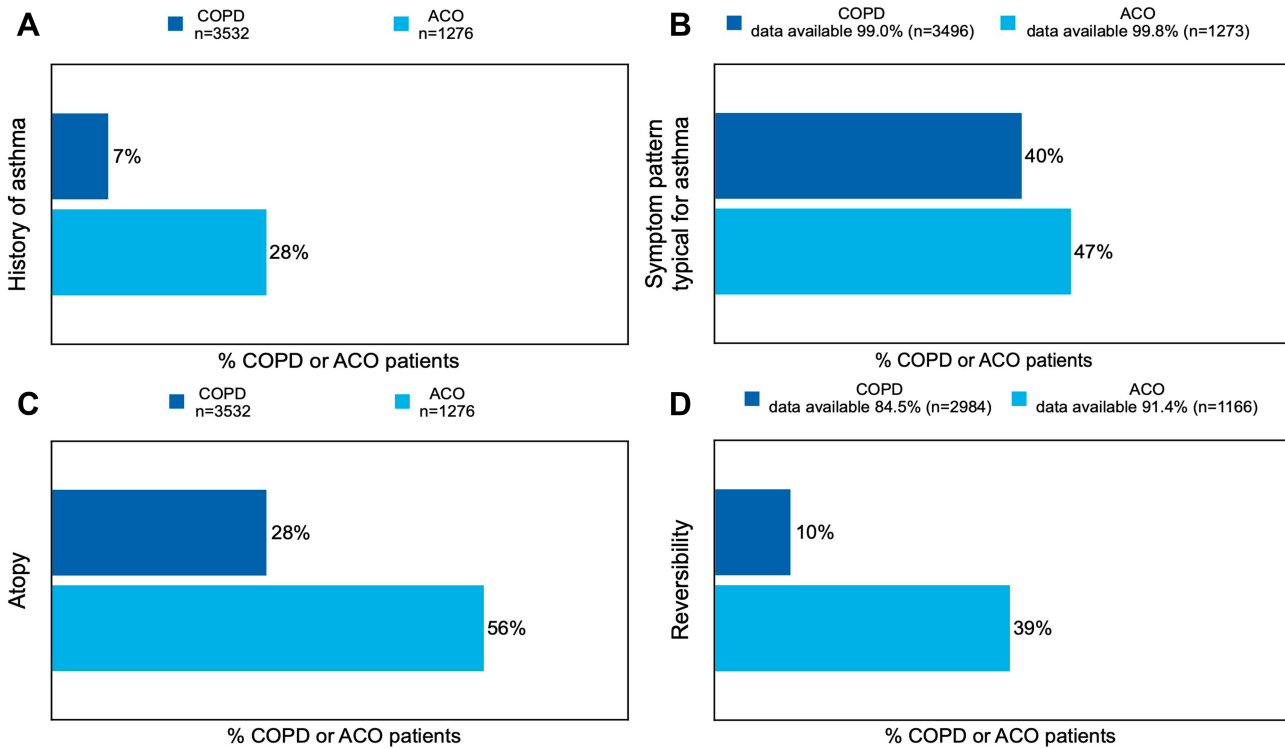 A
COPD
n=3532
ACO
n=1276
History of asthma
7%
28%
% COPD or ACO patients
B
COPD
data available 99.0% (n=3496)
ACO
data available 99.8% (n=1273)
Symptom pattern
typical for asthma
40%
47%
% COPD or ACO patients
C
COPD
n=3532
ACO
n=1276
Atopy
28%
56%
% COPD or ACO patients
D
COPD
data available 84.5% (n=2984)
ACO
data available 91.4% (n=1166)
Reversibility
10%
39%
% COPD or ACO patients